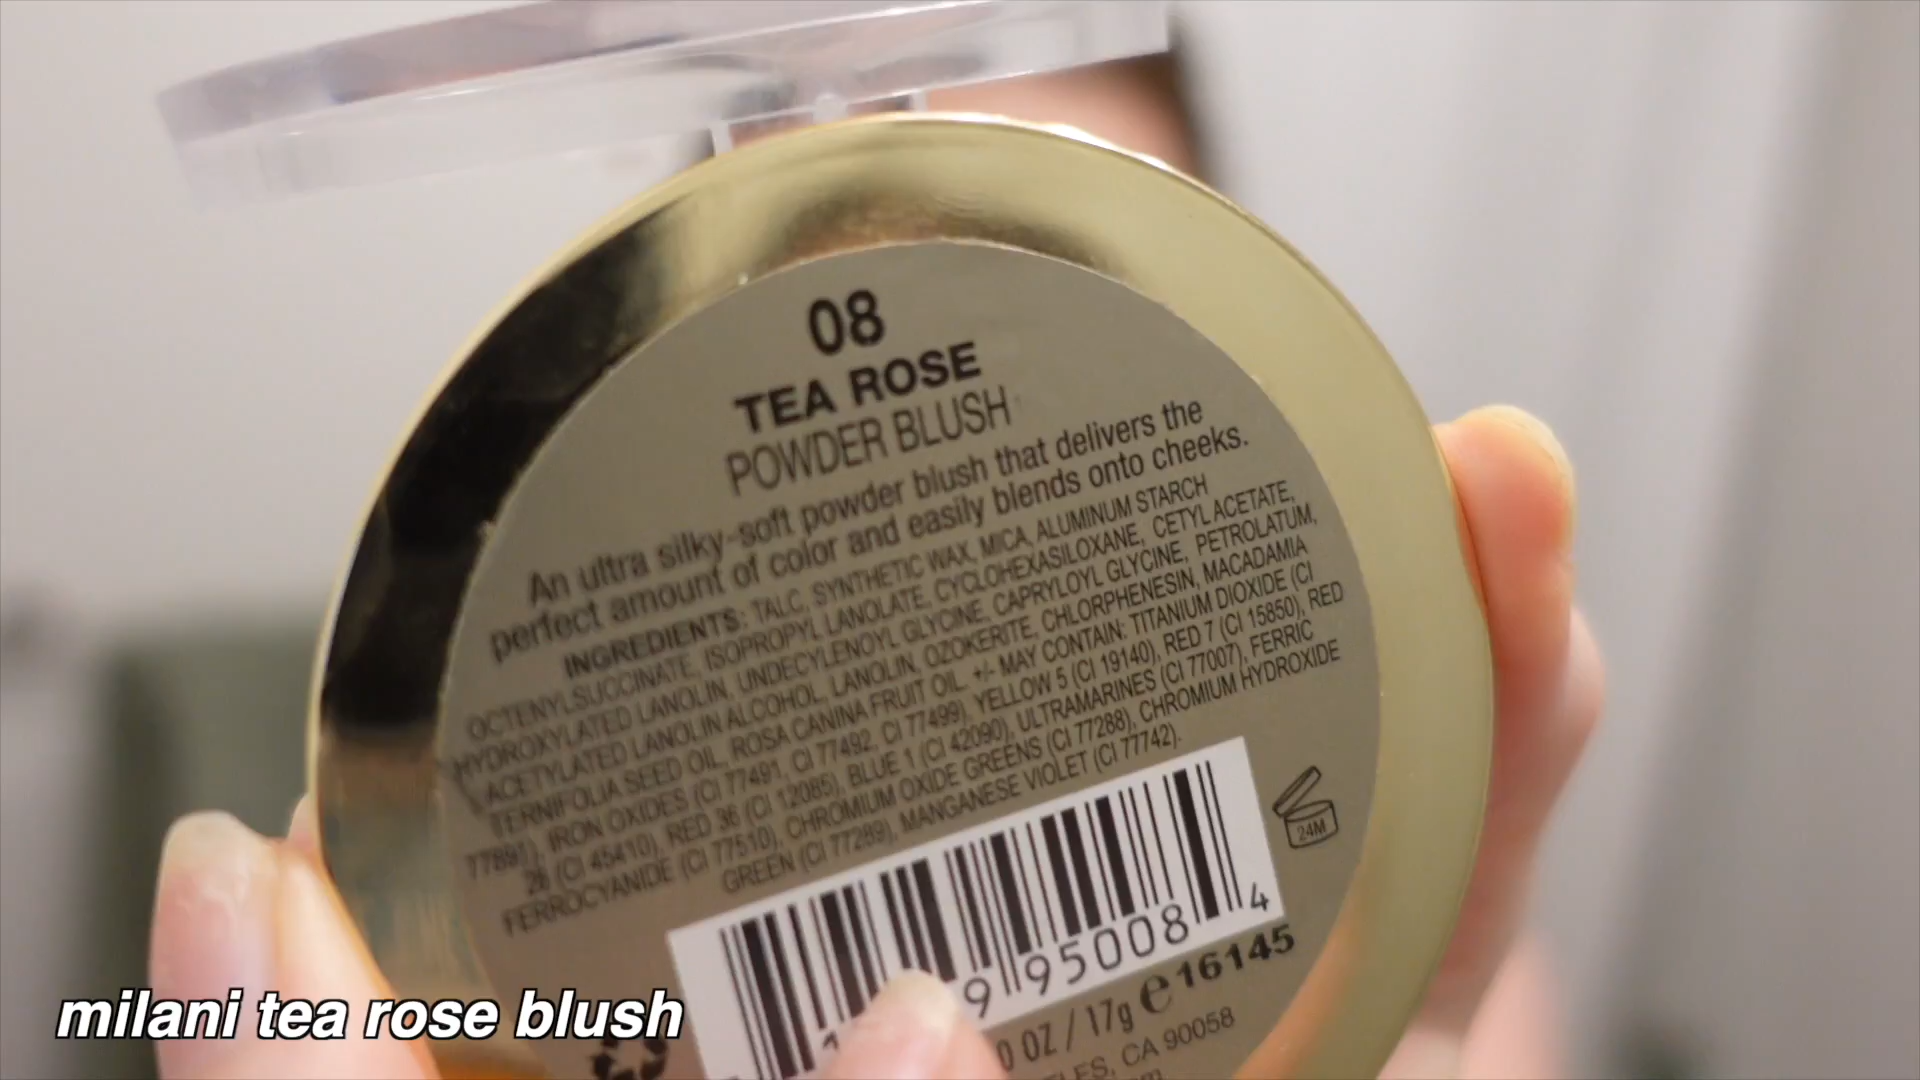 08
TEA ROSE
POWDER BLUSH
An ultra silky-soft powder blush that delivers the
perfect amount of color and easily blends onto cheeks.
INGREDIENTS: TALC, SYNTHETIC WAX, MICA, ALUMINUM STARCH
OCTENYLSUCCINATE, ISOPROPYL LANOLATE, CYCLOHEXASILOXANE, CETYL ACETATE,
HYDROXYLATED LANOLIN, UNDECYLENOYL GLYCINE, CAPRYLOYL GLYCINE, PETROLATUM,
ACETYLATED LANOLIN ALCOHOL, LANOLIN, OZOKERITE, CHLORPHENESIN, MACADAMIA
TERNIFOLIA SEED OIL, ROSA CANINA FRUIT OIL. +/- MAY CONTAIN: TITANIUM DIOXIDE (CI
77891), IRON OXIDES (CI 77491, CI 77492, CI 77499), YELLOW 5 (CI 19140), RED 7 (CI 15850), RED
28 (CI 45410), RED 36 (CI 12085), BLUE 1 (CI 42090), ULTRAMARINES (CI 77007), FERRIC
FERROCYANIDE (CI 77510), CHROMIUM OXIDE GREENS (CI 77288), CHROMIUM HYDROXIDE
GREEN (CI 77289), MANGANESE VIOLET (CI 77742).
24M
9 95008 4
0 OZ / 17g e 16145
CA 90058
milani tea rose blush